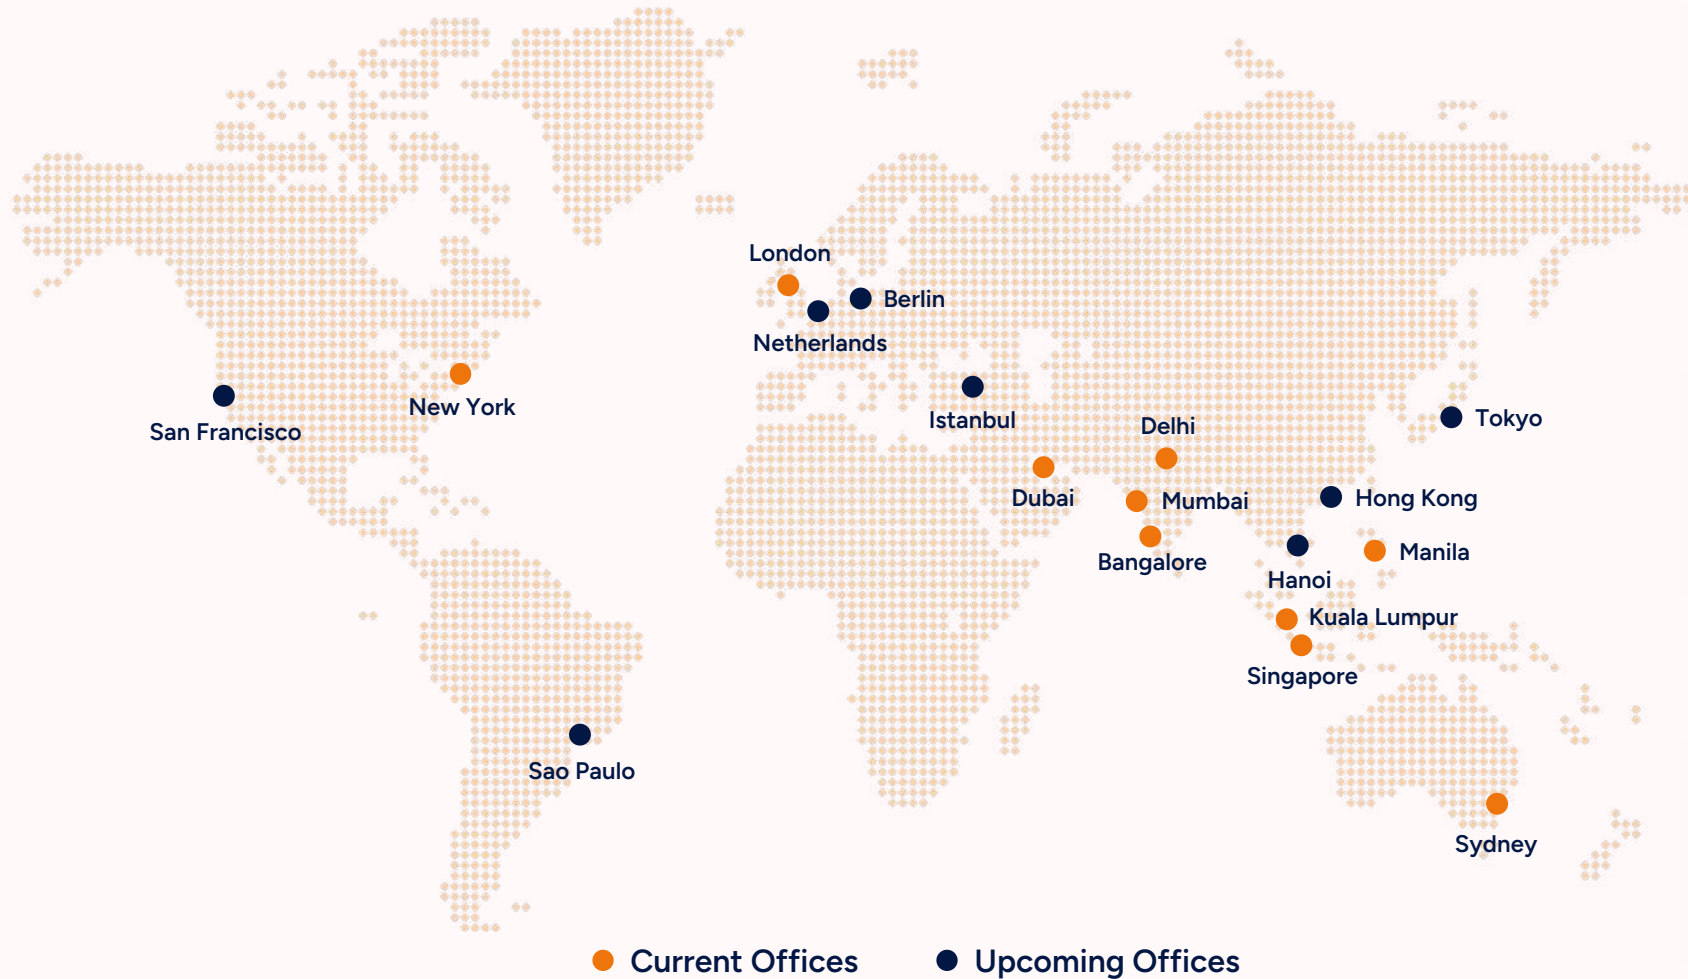 London
Berlin
Netherlands
New York
San Francisco
Istanbul
Tokyo
Delhi
Dubai
Mumbai
Hong Kong
Bangalore
Manila
Hanoi
Kuala Lumpur
Singapore
Sao Paulo
Sydney
Current Offices
Upcoming Offices